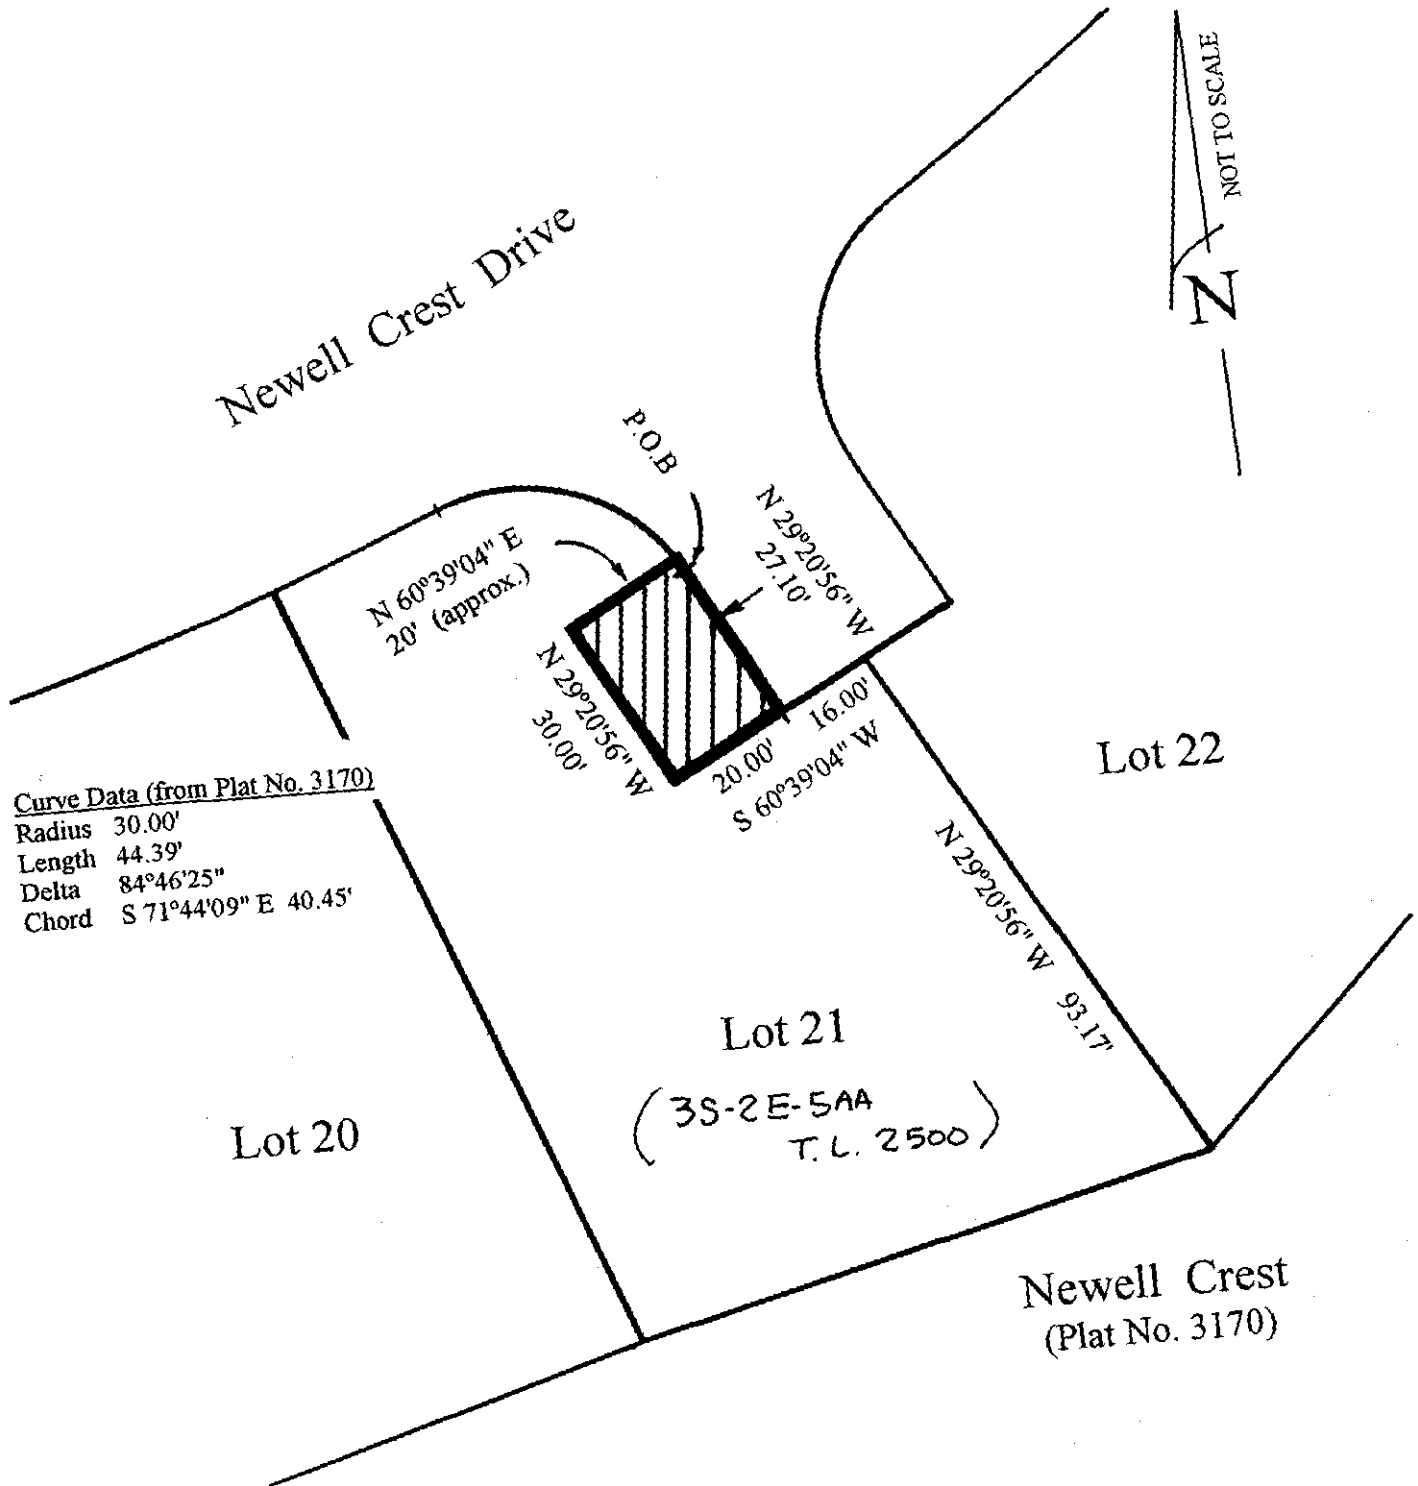 NOT TO SCALE
N
Newell Crest Drive
P.O.B
N 60°39'04" E
20' (approx.)
N 29°20'56" W
27.10'
N 29°20'56" W
30.00'
16.00'
20.00'
S 60°39'04" W
Lot 22
Curve Data (from Plat No. 3170)
Radius 30.00'
Length 44.39'
Delta 84°46'25"
Chord S 71°44'09" E 40.45'
N 29°20'56" W 93.17'
Lot 21
(3S-2E-5AA
T.L. 2500)
Lot 20
Newell Crest
(Plat No. 3170)